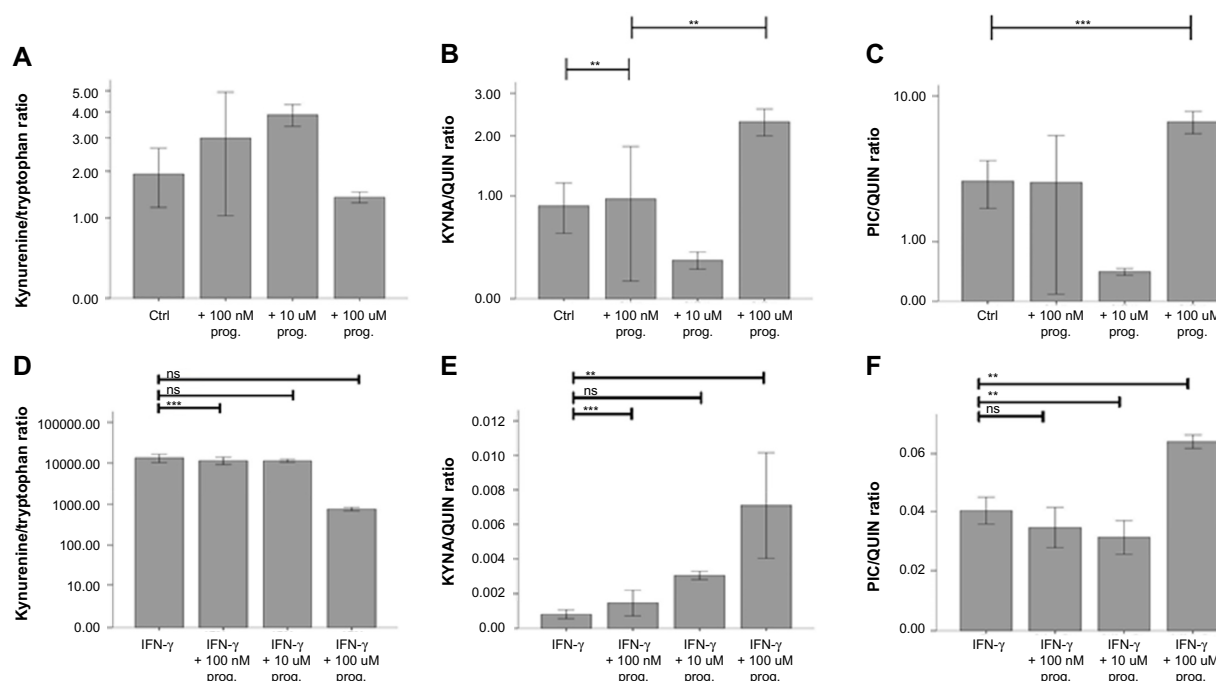 A
Kynurenine/tryptophan ratio
5.00
4.00
3.00
2.00
1.00
0.00
Ctrl
+ 100 nM
prog.
+ 10 uM
prog.
+ 100 uM
prog.
B
**
**
KYNA/QUIN ratio
3.00
2.00
1.00
0.00
Ctrl
+ 100 nM
prog.
+ 10 uM
prog.
+ 100 uM
prog.
C
***
PIC/QUIN ratio
10.00
1.00
0.00
Ctrl
+ 100 nM
prog.
+ 10 uM
prog.
+ 100 uM
prog.
D
ns
ns
***
Kynurenine/tryptophan ratio
100000.00
10000.00
1000.00
100.00
10.00
0.00
IFN-γ
IFN-γ
+ 100 nM
prog.
IFN-γ
+ 10 uM
prog.
IFN-γ
+ 100 uM
prog.
E
**
ns
***
KYNA/QUIN ratio
0.012
0.010
0.008
0.006
0.004
0.002
0.000
IFN-γ
IFN-γ
+ 100 nM
prog.
IFN-γ
+ 10 uM
prog.
IFN-γ
+ 100 uM
prog.
F
**
**
ns
PIC/QUIN ratio
0.06
0.04
0.02
0.00
IFN-γ
IFN-γ
+ 100 nM
prog.
IFN-γ
+ 10 uM
prog.
IFN-γ
+ 100 uM
prog.